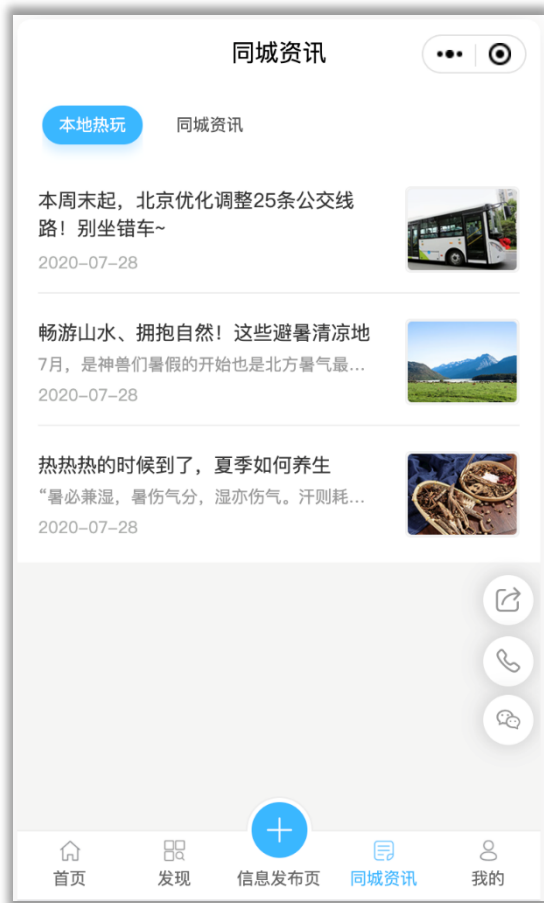 同城资讯
本地热玩
同城资讯
本周末起，北京优化调整25条公交线
路！别坐错车~
2020-07-28
畅游山水、拥抱自然！这些避暑清凉地
7月，是神兽们暑假的开始也是北方暑气最...
2020-07-28
热热热的时候到了，夏季如何养生
“暑必兼湿，暑伤气分，湿亦伤气。汗则耗...
2020-07-28
首页
发现
信息发布页
同城资讯
我的